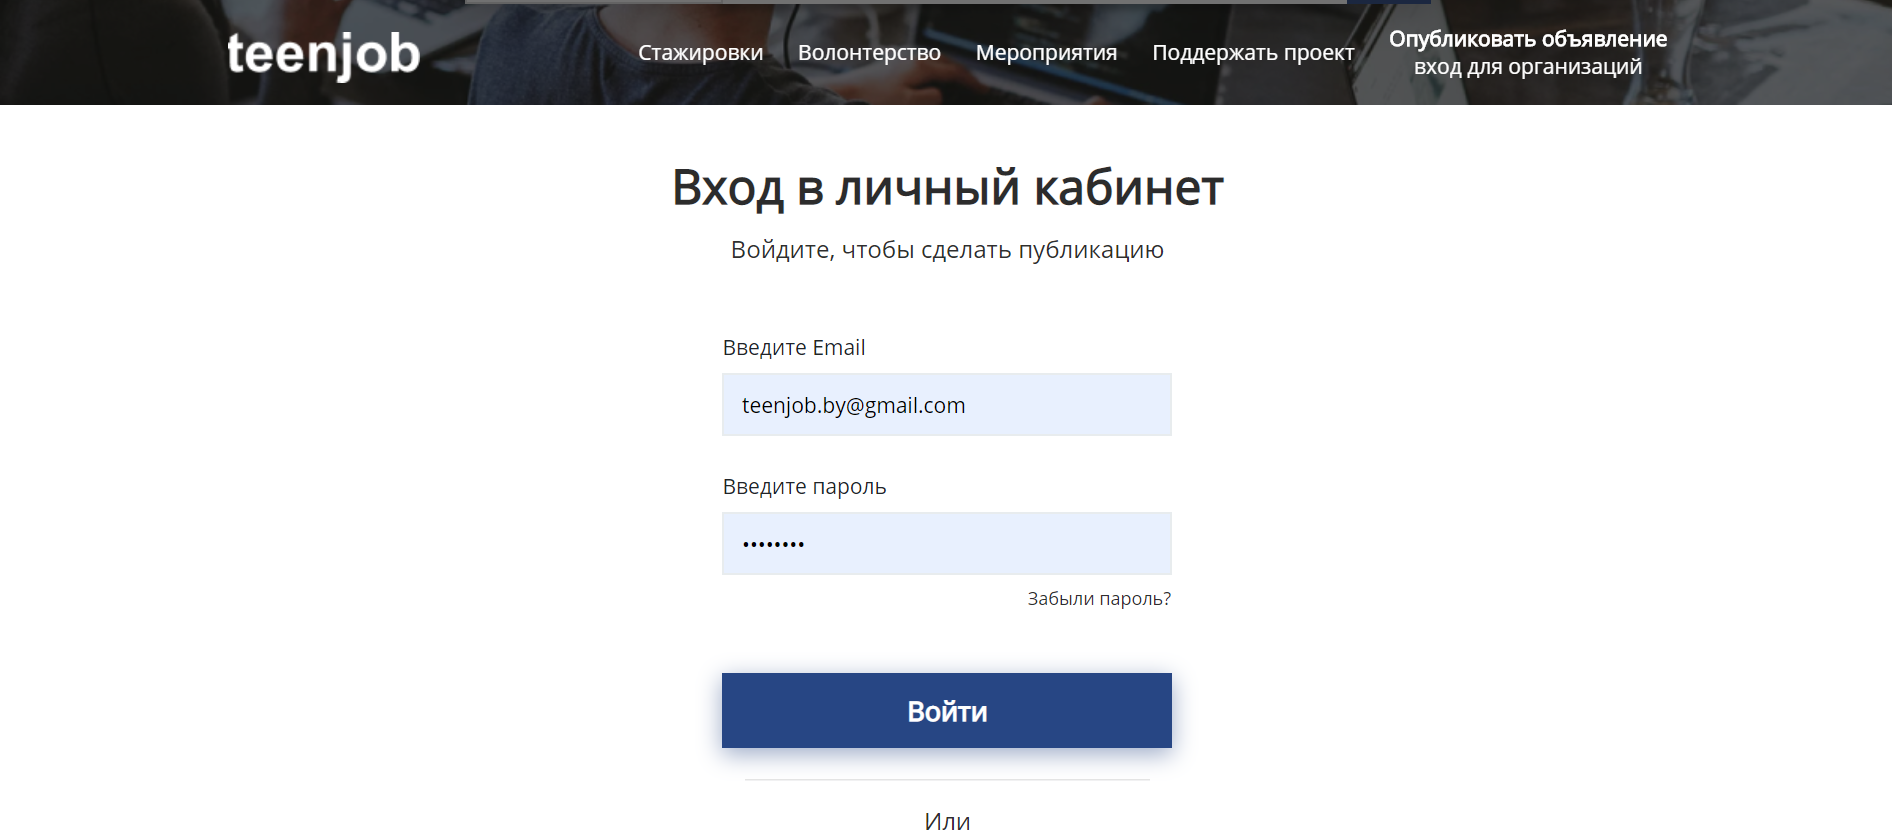 teenjob
Стажировки
Волонтерство
Мероприятия
Поддержать проект
Опубликовать объявление
вход для организаций
Вход в личный кабинет
Войдите, чтобы сделать публикацию
Введите Email
teenjob.by@gmail.com
Введите пароль
••••••••
Забыли пароль?
Войти
Или